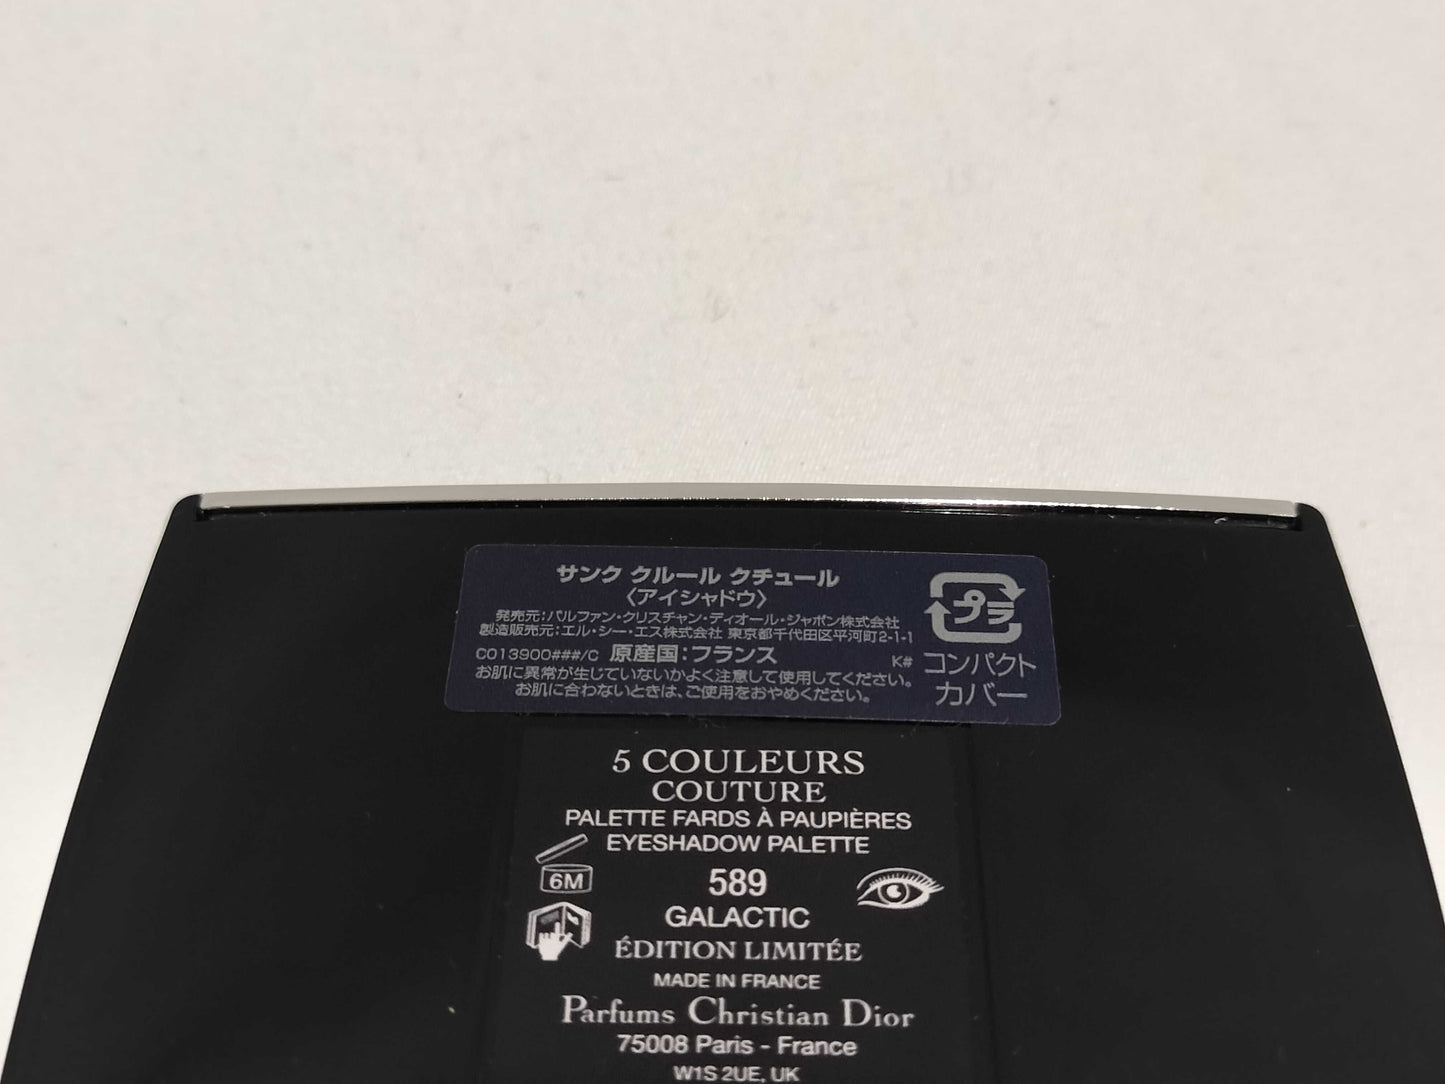 サンク クルール クチュール
〈アイシャドウ〉
発売元：パルファン・クリスチャン・ディオール・ジャポン株式会社
製造販売元：エル・シー・エス株式会社 東京都千代田区平河町2-1-1
C013900###/C 原産国：フランス K#
お肌に異常が生じていないかよく注意して使用してください。
お肌に合わないときは、ご使用をおやめください。
プラ
コンパクト
カバー
5 COULEURS
COUTURE
PALETTE FARDS À PAUPIÈRES
EYESHADOW PALETTE
6M
589
GALACTIC
ÉDITION LIMITÉE
MADE IN FRANCE
Parfums Christian Dior
75008 Paris - France
W1S 2UE, UK